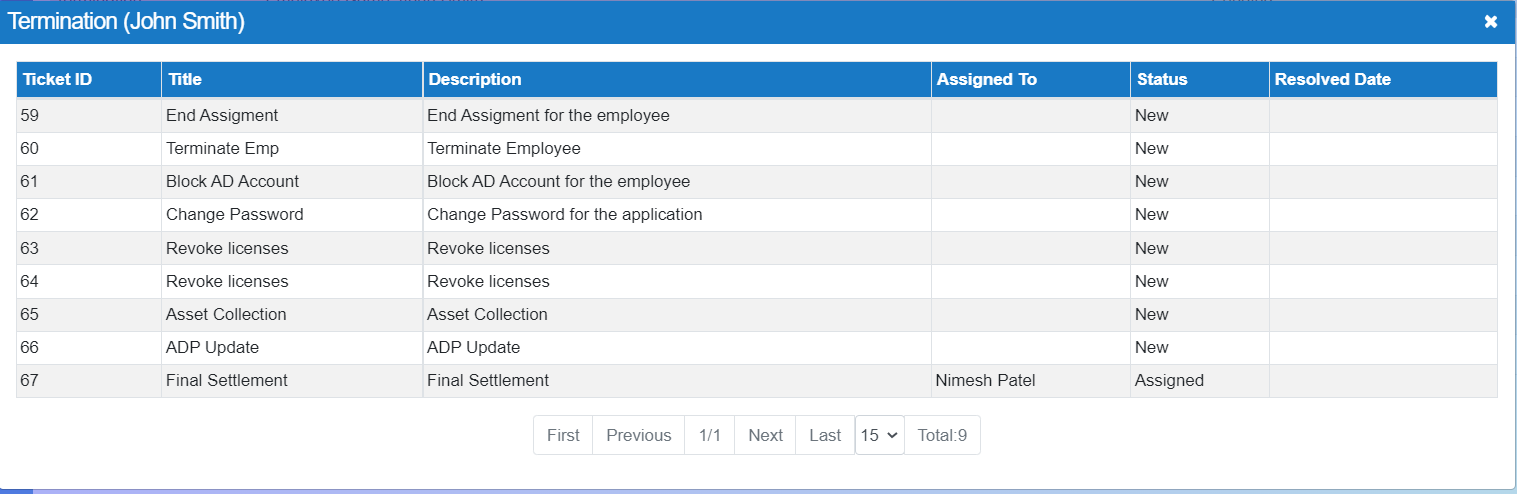 Termination (John Smith) ✖
Ticket ID Title Description Assigned To Status Resolved Date
59 End Assigment End Assigment for the employee New
60 Terminate Emp Terminate Employee New
61 Block AD Account Block AD Account for the employee New
62 Change Password Change Password for the application New
63 Revoke licenses Revoke licenses New
64 Revoke licenses Revoke licenses New
65 Asset Collection Asset Collection New
66 ADP Update ADP Update New
67 Final Settlement Final Settlement Nimesh Patel Assigned
First Previous 1/1 Next Last 15 Total:9